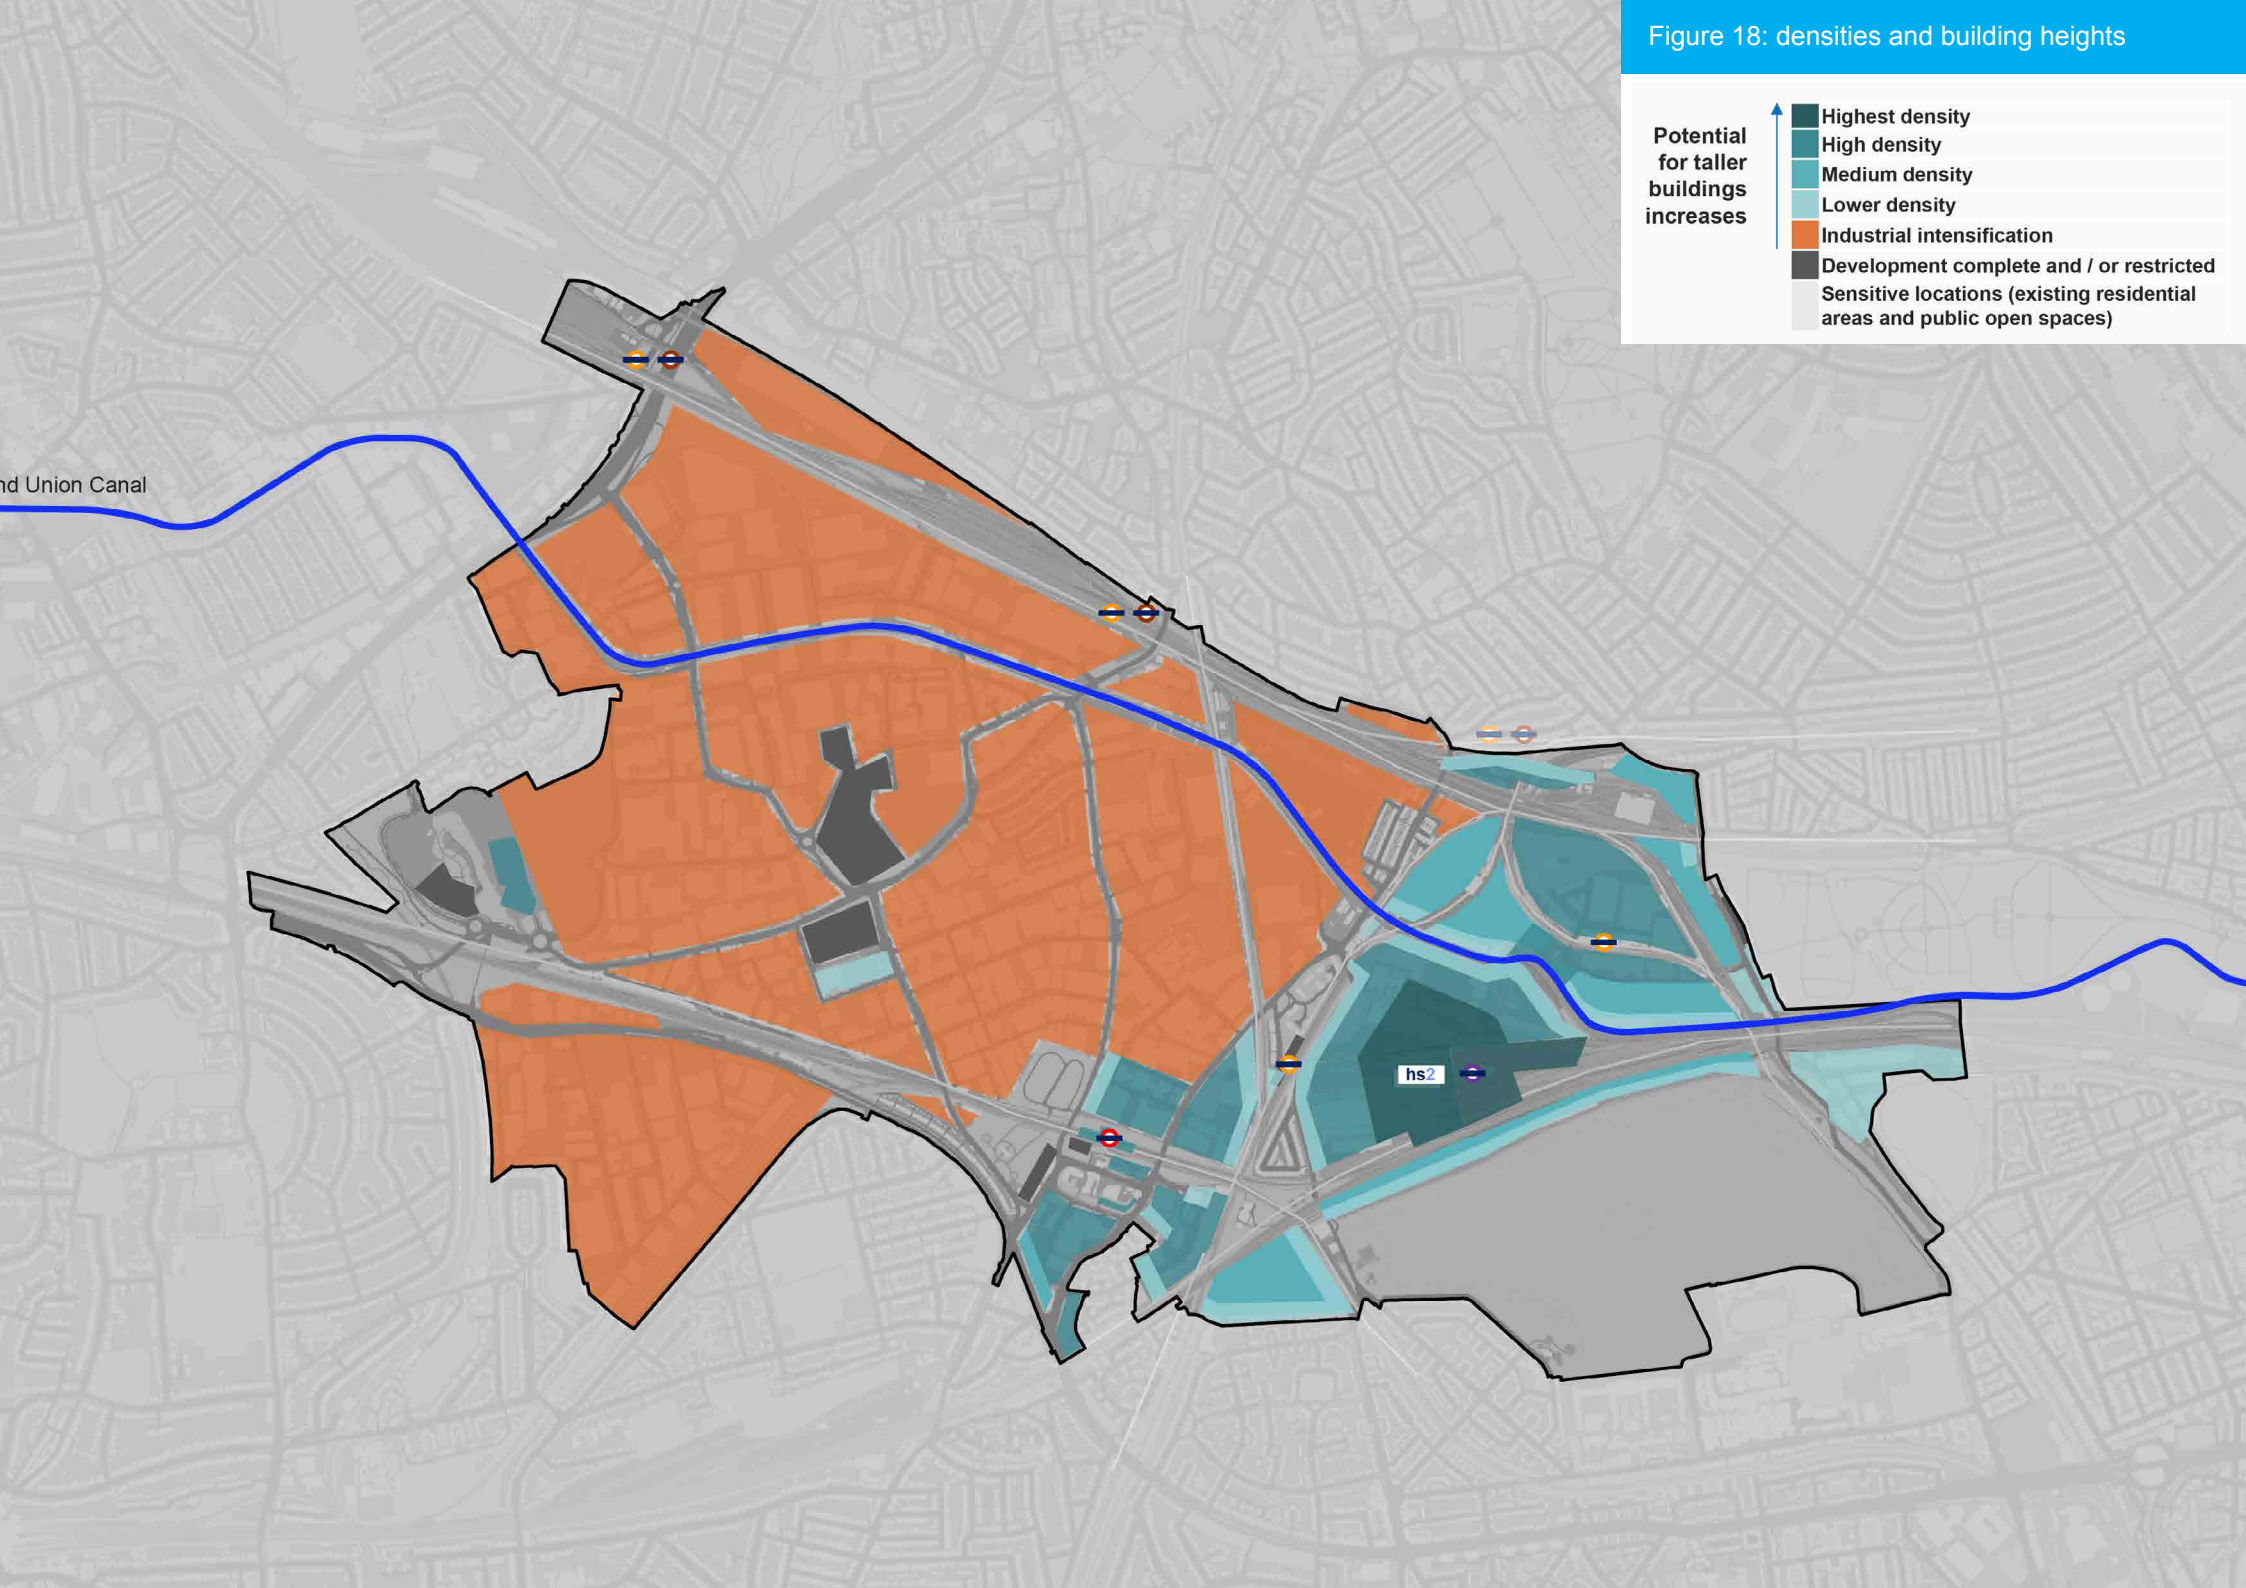 Figure 18: densities and building heights
Potential
for taller
buildings
increases
Highest density
High density
Medium density
Lower density
Industrial intensification
Development complete and / or restricted
Sensitive locations (existing residential
areas and public open spaces)
nd Union Canal
hs2